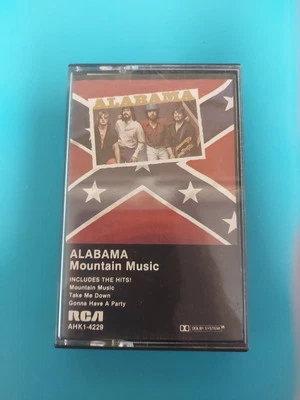 ALABAMA
ALABAMA
Mountain Music
INCLUDES THE HITS!
Mountain Music
Take Me Down
Gonna Have A Party
RCA
AHK1-4229
DOLBY SYSTEM